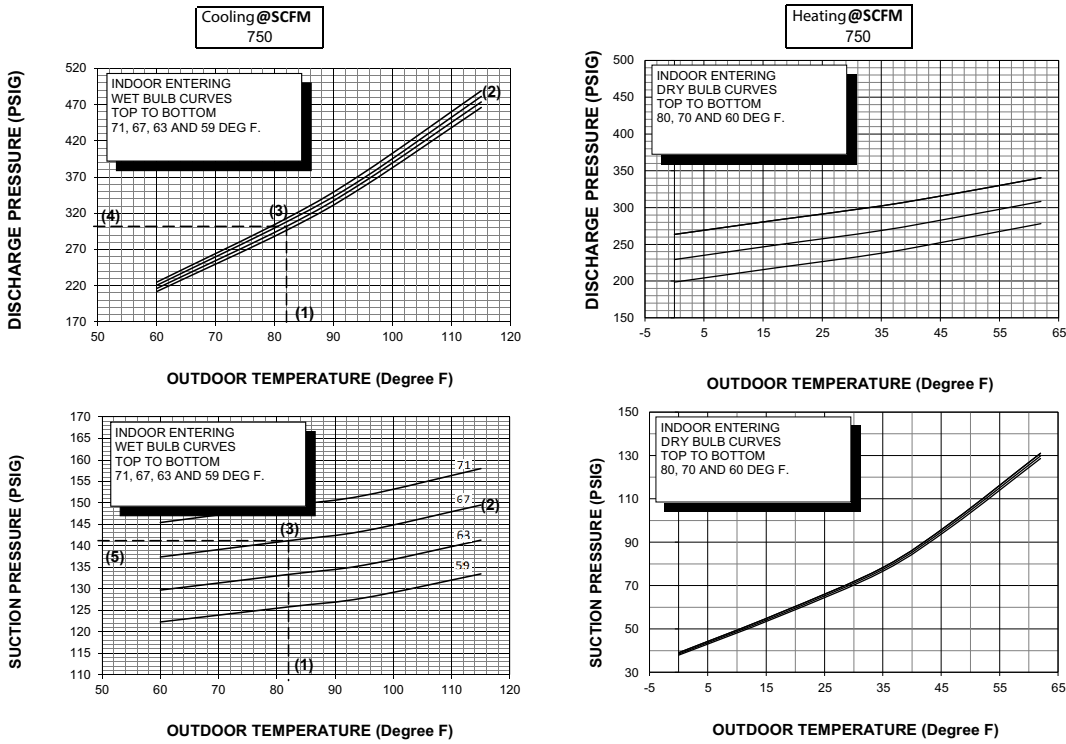 Cooling@SCFM
750
Heating@SCFM
750
DISCHARGE PRESSURE (PSIG)
520
470
420
370
320
270
220
170
INDOOR ENTERING
WET BULB CURVES
TOP TO BOTTOM
71, 67, 63 AND 59 DEG F.
(2)
(3)
(4)
(1)
50 60 70 80 90 100 110 120
OUTDOOR TEMPERATURE (Degree F)
DISCHARGE PRESSURE (PSIG)
500
450
400
350
300
250
200
150
INDOOR ENTERING
DRY BULB CURVES
TOP TO BOTTOM
80, 70 AND 60 DEG F.
-5 5 15 25 35 45 55 65
OUTDOOR TEMPERATURE (Degree F)
SUCTION PRESSURE (PSIG)
170
165
160
155
150
145
140
135
130
125
120
115
110
INDOOR ENTERING
WET BULB CURVES
TOP TO BOTTOM
71, 67, 63 AND 59 DEG F.
71
67
(2)
(3)
63
(5)
59
(1)
50 60 70 80 90 100 110 120
OUTDOOR TEMPERATURE (Degree F)
SUCTION PRESSURE (PSIG)
150
130
110
90
70
50
30
INDOOR ENTERING
DRY BULB CURVES
TOP TO BOTTOM
80, 70 AND 60 DEG F.
-5 5 15 25 35 45 55 65
OUTDOOR TEMPERATURE (Degree F)